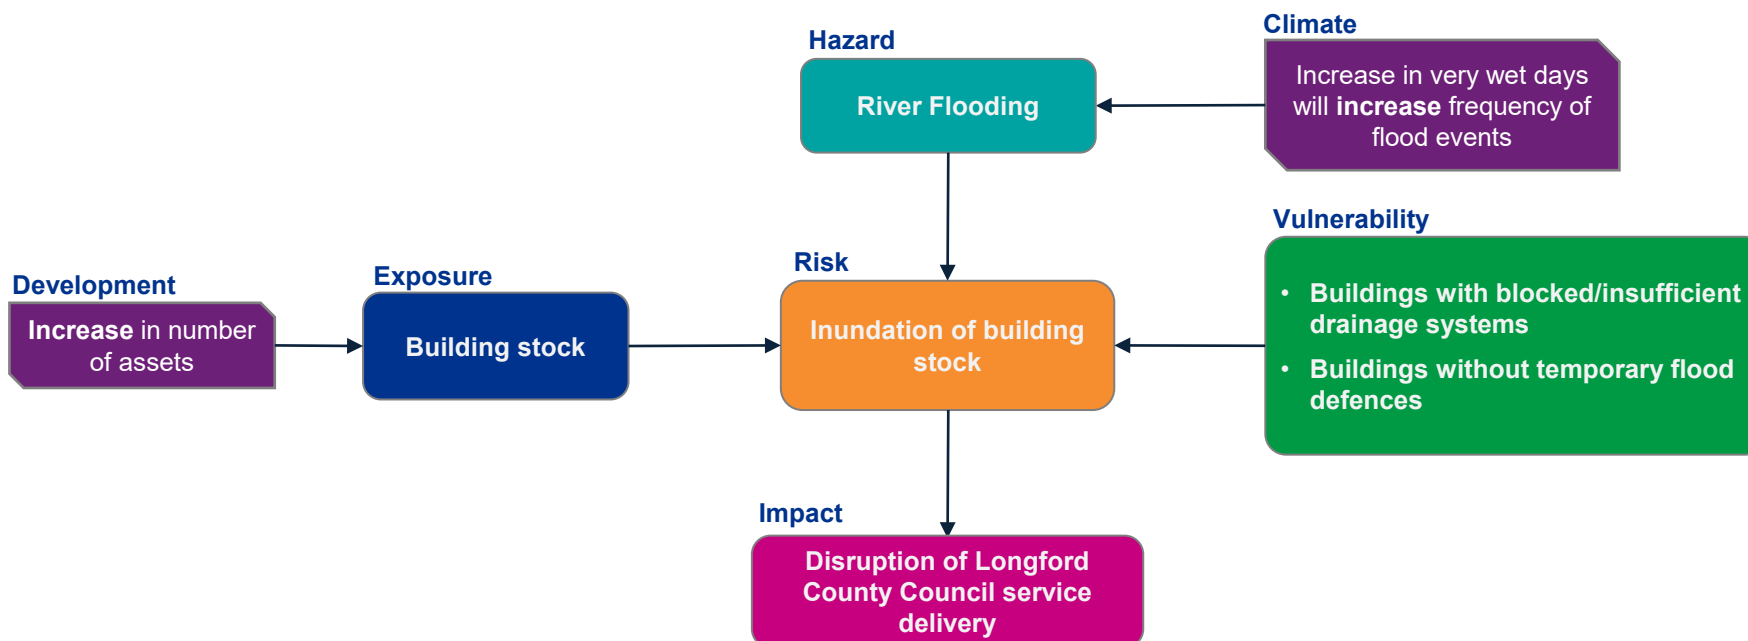 Climate
Hazard
Increase in very wet days
will increase frequency of
flood events
River Flooding
Vulnerability
Risk
Exposure
Development
• Buildings with blocked/insufficient
drainage systems
• Buildings without temporary flood
defences
Increase in number
of assets
Building stock
Inundation of building
stock
Impact
Disruption of Longford
County Council service
delivery